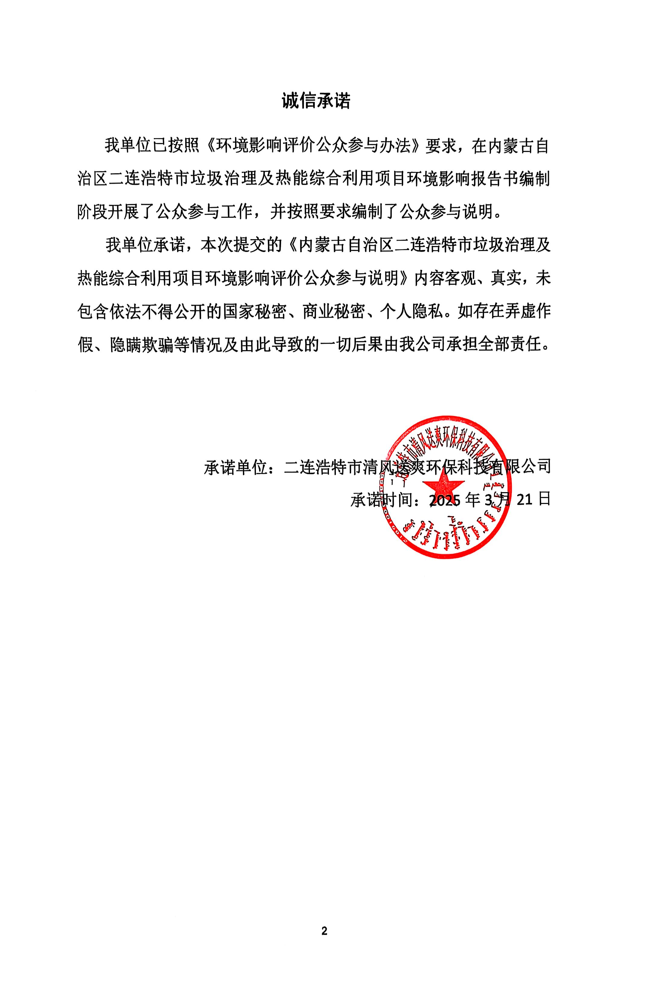 诚信承诺
我单位已按照《环境影响评价公众参与办法》要求，在内蒙古自
治区二连浩特市垃圾治理及热能综合利用项目环境影响报告书编制
阶段开展了公众参与工作，并按照要求编制了公众参与说明。
我单位承诺，本次提交的《内蒙古自治区二连浩特市垃圾治理及
热能综合利用项目环境影响评价公众参与说明》内容客观、真实，未
包含依法不得公开的国家秘密、商业秘密、个人隐私。如存在弄虚作
假、隐瞒欺骗等情况及由此导致的一切后果由我公司承担全部责任。
承诺单位：二连浩特市清风送爽环保科技有限公司
承诺时间：2025 年 3 月 21 日
二连浩特市清风送爽环保科技有限公司
2